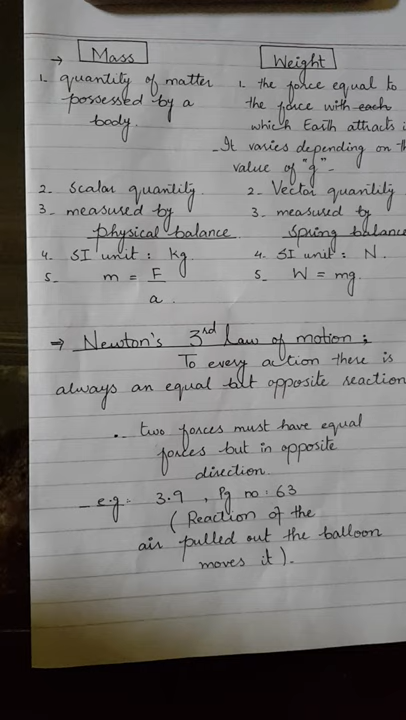 → Mass
1. quantity of matter
possessed by a
body.
2. Scalar quantity.
3. measured by
physical balance.
4. SI unit : kg.
5. m = F
a.
Weight
1. the force equal to
the force with each
which Earth attracts
- It varies depending on
value of "g".
2. Vector quantity
3. measured by
spring balance
4. SI unit : N.
5. W = mg.
⇒ Newton's 3rd Law of motion :
To every action there is
always an equal but opposite reaction
.. two forces must have equal
forces but in opposite
direction
- e.g. 3.9 , Pg no : 63
( Reaction of the
air pulled out the balloon
moves it ).